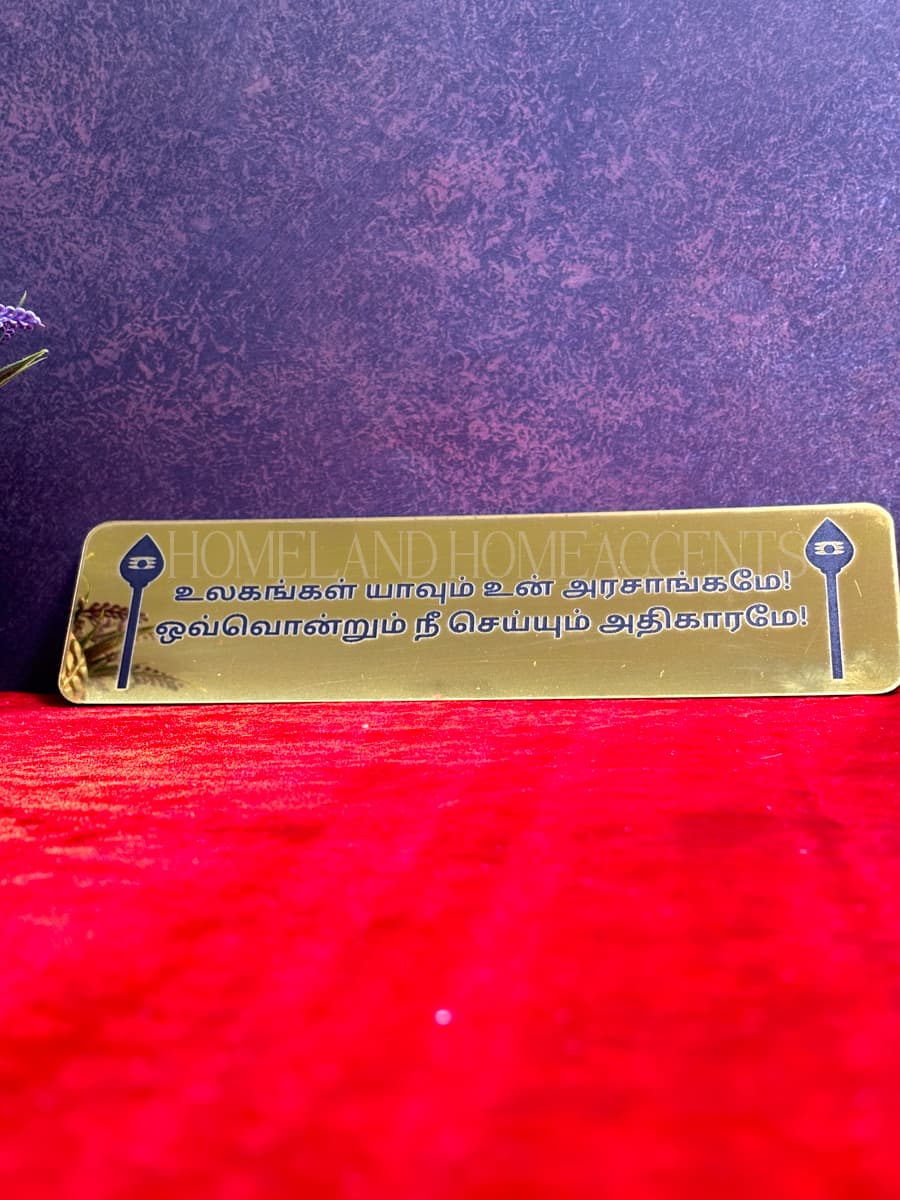 HOMELAND HOMEACCENTS
உலகங்கள் யாவும் உன் அரசாங்கமே!
ஒவ்வொன்றும் நீ செய்யும் அதிகாரமே!